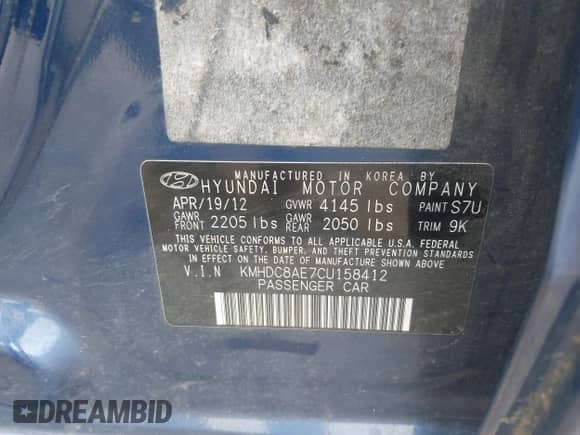 MANUFACTURED IN KOREA BY
HYUNDAI MOTOR COMPANY
APR/19/12 GVWR 4145 lbs PAINT S7U
GAWR FRONT 2205 lbs GAWR REAR 2050 lbs TRIM 9K
THIS VEHICLE CONFORMS TO ALL APPLICABLE U.S.A. FEDERAL
MOTOR VEHICLE SAFETY, BUMPER, AND THEFT PREVENTION STANDARDS
IN EFFECT ON THE DATE OF MANUFACTURE SHOWN ABOVE.
V.I.N KMHDC8AE7CU158412
PASSENGER CAR
DREAMBID